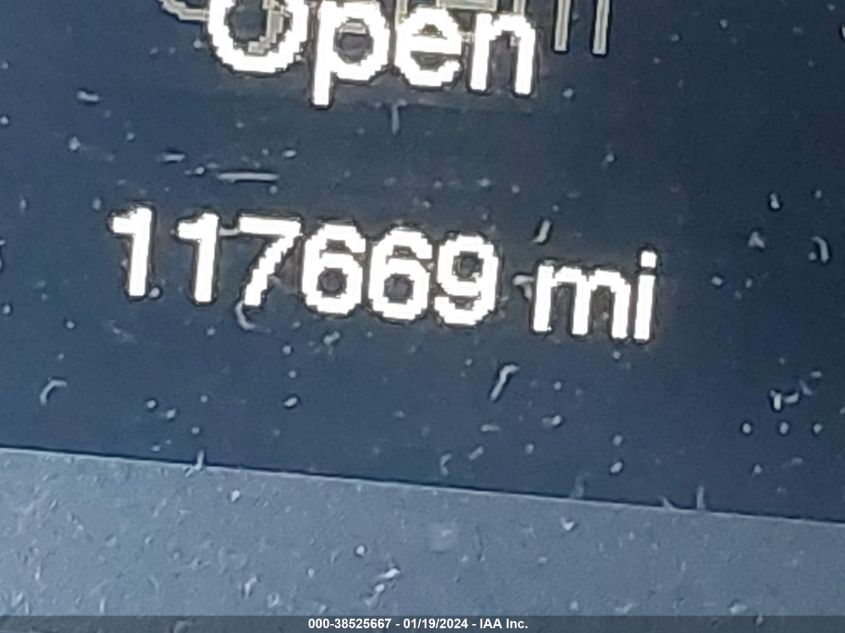 Open
117669 mi
000-38525667 - 01/19/2024 - IAA Inc.